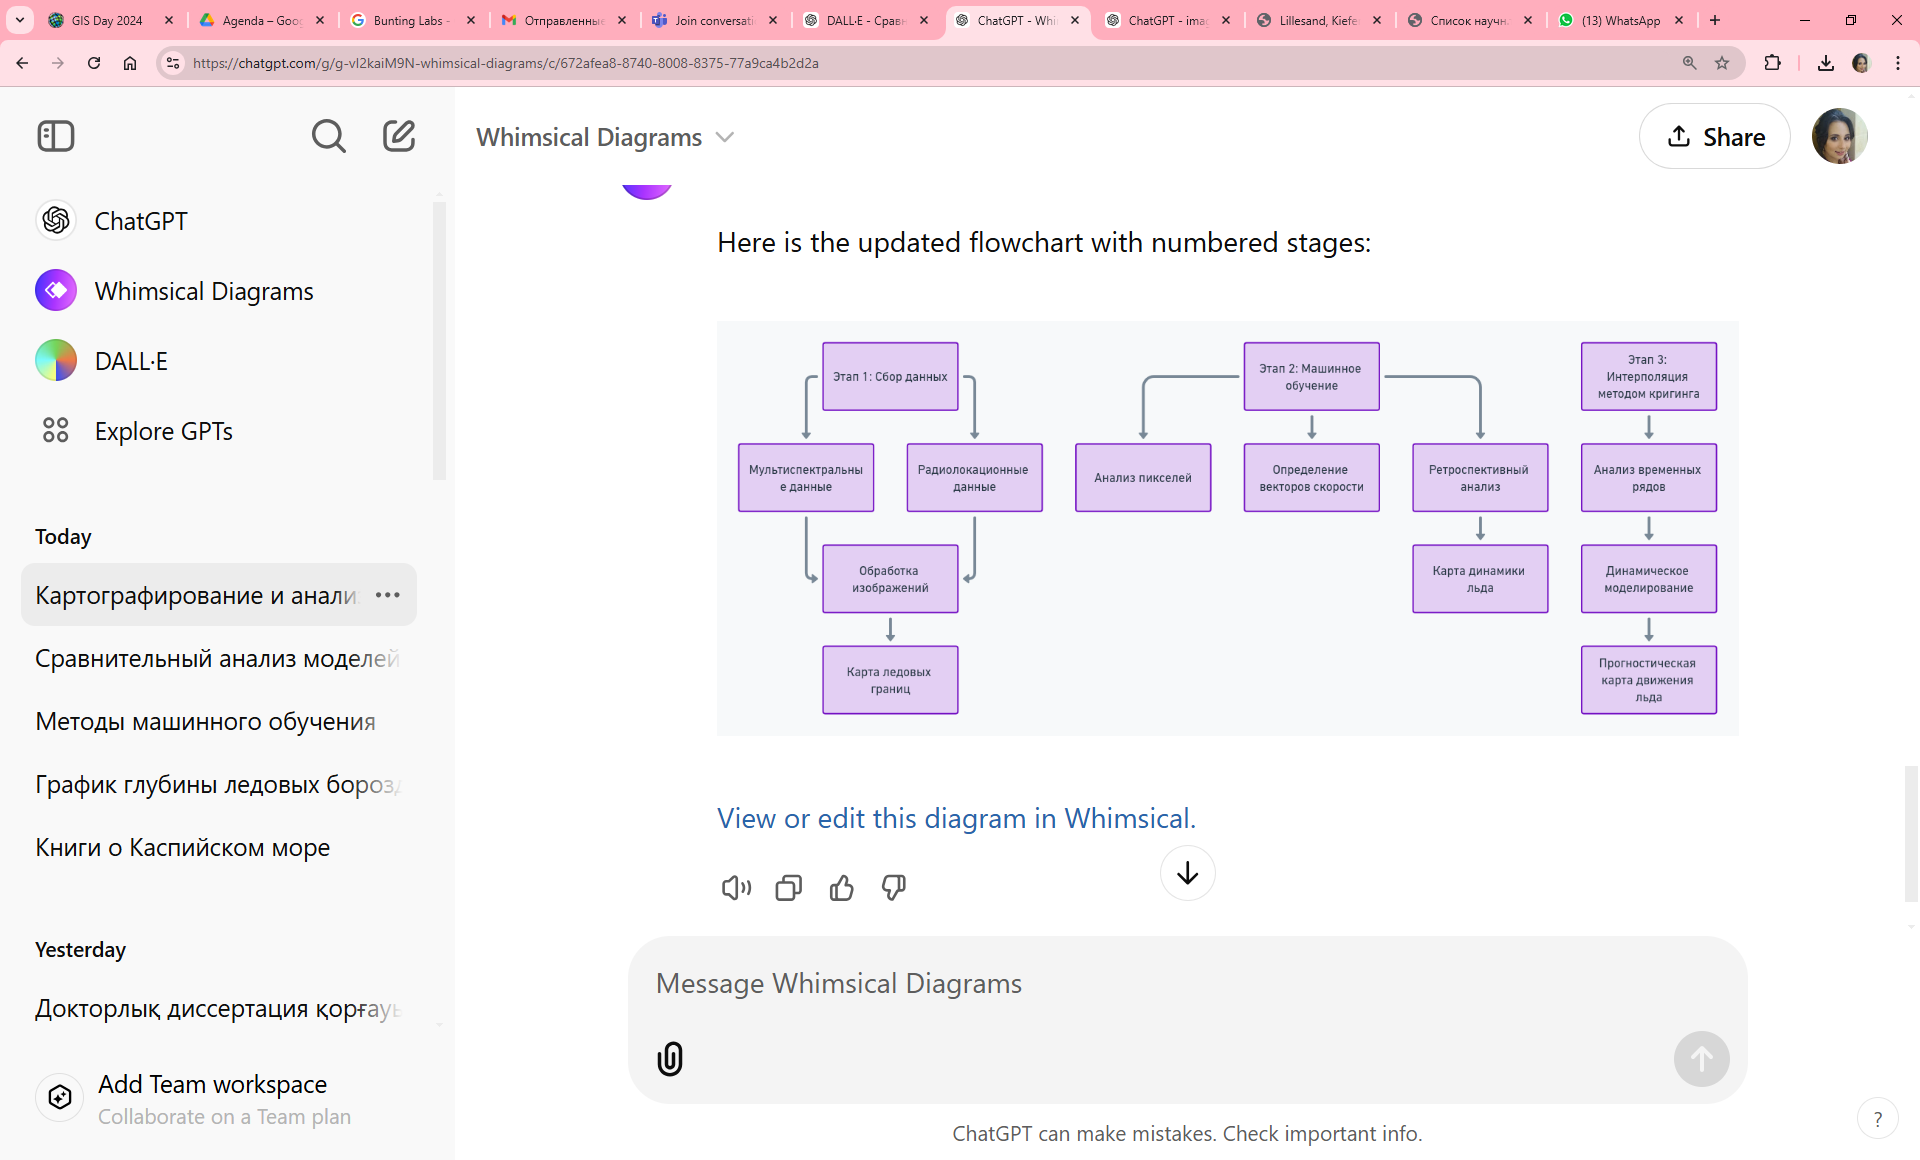 GIS Day 2024
Agenda – Goo
Bunting Labs -
Отправленные
Join conversati
DALL·E - Сравн
ChatGPT - Whi
ChatGPT - imag
Lillesand, Kiefe
Список научн
(13) WhatsApp
https://chatgpt.com/g/g-vl2kaiM9N-whimsical-diagrams/c/672afea8-8740-8008-8375-77a9ca4b2d2a
Whimsical Diagrams
Share
ChatGPT
Whimsical Diagrams
DALL·E
Explore GPTs
Today
Картографирование и анали
Сравнительный анализ моделей
Методы машинного обучения
График глубины ледовых борозд
Книги о Каспийском море
Yesterday
Докторлық диссертация қорғауы
Add Team workspace
Collaborate on a Team plan
Here is the updated flowchart with numbered stages:
Этап 1: Сбор данных
Этап 2: Машинное
обучение
Этап 3:
Интерполяция
методом кригинга
Мультиспектральны
е данные
Радиолокационные
данные
Анализ пикселей
Определение
векторов скорости
Ретроспективный
анализ
Анализ временных
рядов
Обработка
изображений
Карта динамики
льда
Динамическое
моделирование
Карта ледовых
границ
Прогностическая
карта движения
льда
View or edit this diagram in Whimsical.
Message Whimsical Diagrams
ChatGPT can make mistakes. Check important info.
?